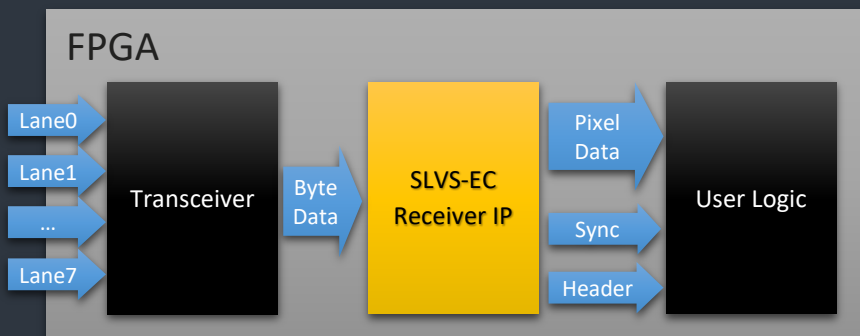 FPGA
Lane0
Lane1
...
Lane7
Transceiver
Byte
Data
SLVS-EC
Receiver IP
Pixel
Data
Sync
Header
User Logic